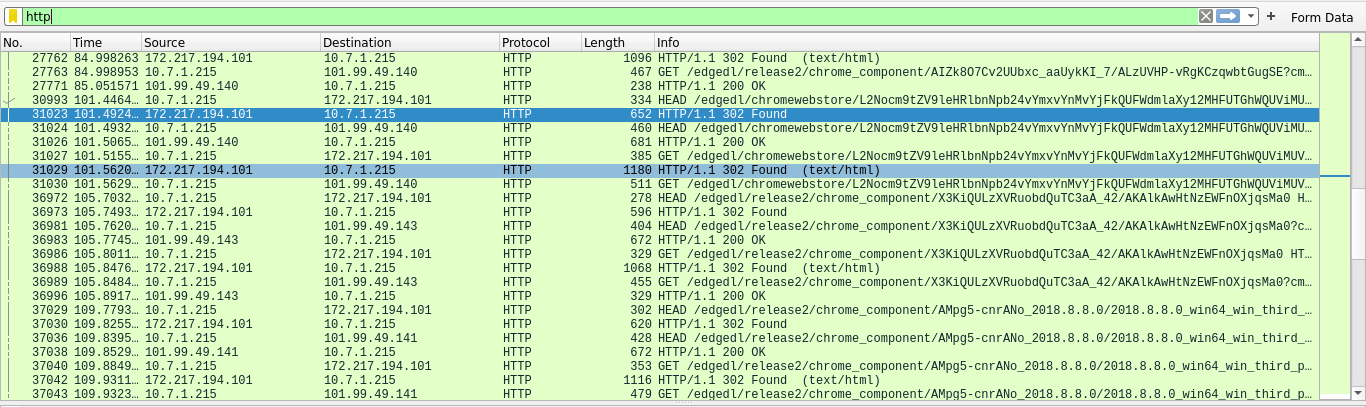 http + Form Data
No. Time Source Destination Protocol Length Info
27762 84.998263 172.217.194.101 10.7.1.215 HTTP 1096 HTTP/1.1 302 Found (text/html)
27763 84.998953 10.7.1.215 101.99.49.140 HTTP 467 GET /edgedl/release2/chrome_component/AIZk8O7Cv2UUbxc_aaUykKI_7/ALzUVHP-vRgKCzqwbtGugSE?cm…
27771 85.051571 101.99.49.140 10.7.1.215 HTTP 238 HTTP/1.1 200 OK
30993 101.4464… 10.7.1.215 172.217.194.101 HTTP 334 HEAD /edgedl/chromewebstore/L2Nocm9tZV9leHRlbnNpb24vYmxvYnMvYjFkQUFWdmlaXy12MHFUTGhWQUViMU…
31023 101.4924… 172.217.194.101 10.7.1.215 HTTP 652 HTTP/1.1 302 Found
31024 101.4932… 10.7.1.215 101.99.49.140 HTTP 460 HEAD /edgedl/chromewebstore/L2Nocm9tZV9leHRlbnNpb24vYmxvYnMvYjFkQUFWdmlaXy12MHFUTGhWQUViMU…
31026 101.5065… 101.99.49.140 10.7.1.215 HTTP 681 HTTP/1.1 200 OK
31027 101.5155… 10.7.1.215 172.217.194.101 HTTP 385 GET /edgedl/chromewebstore/L2Nocm9tZV9leHRlbnNpb24vYmxvYnMvYjFkQUFWdmlaXy12MHFUTGhWQUViMUV…
31029 101.5620… 172.217.194.101 10.7.1.215 HTTP 1180 HTTP/1.1 302 Found (text/html)
31030 101.5629… 10.7.1.215 101.99.49.140 HTTP 511 GET /edgedl/chromewebstore/L2Nocm9tZV9leHRlbnNpb24vYmxvYnMvYjFkQUFWdmlaXy12MHFUTGhWQUViMUV…
36972 105.7032… 10.7.1.215 172.217.194.101 HTTP 278 HEAD /edgedl/release2/chrome_component/X3KiQULzXVRuobdQuTC3aA_42/AKAlkAwHtNzEWFnOXjqsMa0 H…
36973 105.7493… 172.217.194.101 10.7.1.215 HTTP 596 HTTP/1.1 302 Found
36981 105.7620… 10.7.1.215 101.99.49.143 HTTP 404 HEAD /edgedl/release2/chrome_component/X3KiQULzXVRuobdQuTC3aA_42/AKAlkAwHtNzEWFnOXjqsMa0?c…
36983 105.7745… 101.99.49.143 10.7.1.215 HTTP 672 HTTP/1.1 200 OK
36986 105.8011… 10.7.1.215 172.217.194.101 HTTP 329 GET /edgedl/release2/chrome_component/X3KiQULzXVRuobdQuTC3aA_42/AKAlkAwHtNzEWFnOXjqsMa0 HT…
36988 105.8476… 172.217.194.101 10.7.1.215 HTTP 1068 HTTP/1.1 302 Found (text/html)
36989 105.8484… 10.7.1.215 101.99.49.143 HTTP 455 GET /edgedl/release2/chrome_component/X3KiQULzXVRuobdQuTC3aA_42/AKAlkAwHtNzEWFnOXjqsMa0?cm…
36996 105.8917… 101.99.49.143 10.7.1.215 HTTP 329 HTTP/1.1 200 OK
37029 109.7793… 10.7.1.215 172.217.194.101 HTTP 302 HEAD /edgedl/release2/chrome_component/AMpg5-cnrANo_2018.8.8.0/2018.8.8.0_win64_win_third_…
37030 109.8255… 172.217.194.101 10.7.1.215 HTTP 620 HTTP/1.1 302 Found
37036 109.8395… 10.7.1.215 101.99.49.141 HTTP 428 HEAD /edgedl/release2/chrome_component/AMpg5-cnrANo_2018.8.8.0/2018.8.8.0_win64_win_third_…
37038 109.8529… 101.99.49.141 10.7.1.215 HTTP 672 HTTP/1.1 200 OK
37040 109.8849… 10.7.1.215 172.217.194.101 HTTP 353 GET /edgedl/release2/chrome_component/AMpg5-cnrANo_2018.8.8.0/2018.8.8.0_win64_win_third_p…
37042 109.9311… 172.217.194.101 10.7.1.215 HTTP 1116 HTTP/1.1 302 Found (text/html)
37043 109.9323… 10.7.1.215 101.99.49.141 HTTP 479 GET /edgedl/release2/chrome_component/AMpg5-cnrANo_2018.8.8.0/2018.8.8.0_win64_win_third_p…